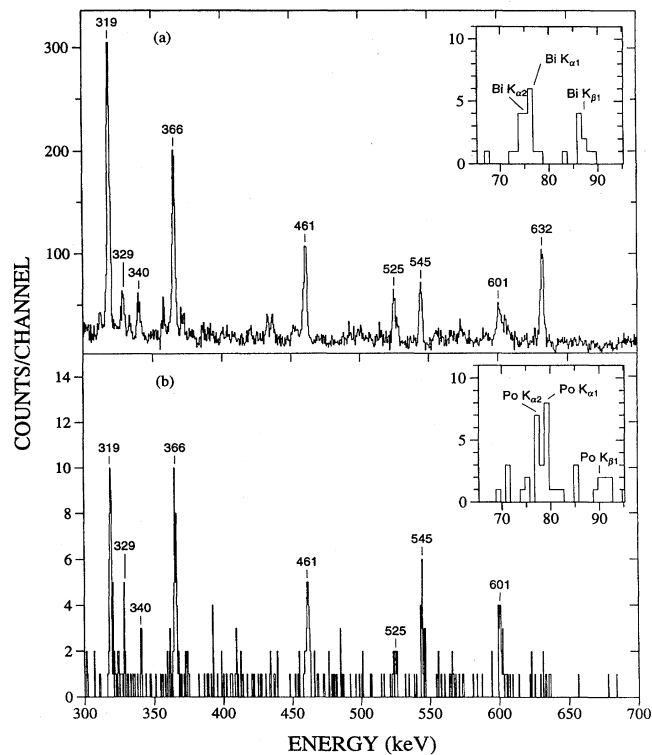 COUNTS/CHANNEL
(a)
300
200
100
319
329
340
366
461
525
545
601
632
10
5
0
70 80 90
Bi Kα2
Bi Kα1
Bi Kβ1
(b)
14
12
10
8
6
4
2
0
319
329
340
366
461
525
545
601
10
5
0
70 80 90
Po Kα2
Po Kα1
Po Kβ1
300 350 400 450 500 550 600 650 700
ENERGY (keV)